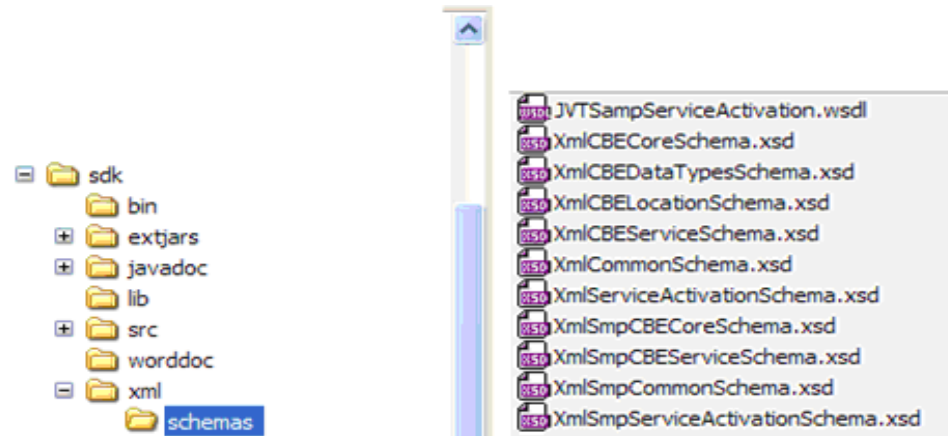 sdk
bin
extjars
javadoc
lib
src
worddoc
xml
schemas
JVTSampServiceActivation.wsdl
XmlCBECoreSchema.xsd
XmlCBEDataTypesSchema.xsd
XmlCBELocationSchema.xsd
XmlCBEServiceSchema.xsd
XmlCommonSchema.xsd
XmlServiceActivationSchema.xsd
XmlSmpCBECoreSchema.xsd
XmlSmpCBEServiceSchema.xsd
XmlSmpCommonSchema.xsd
XmlSmpServiceActivationSchema.xsd